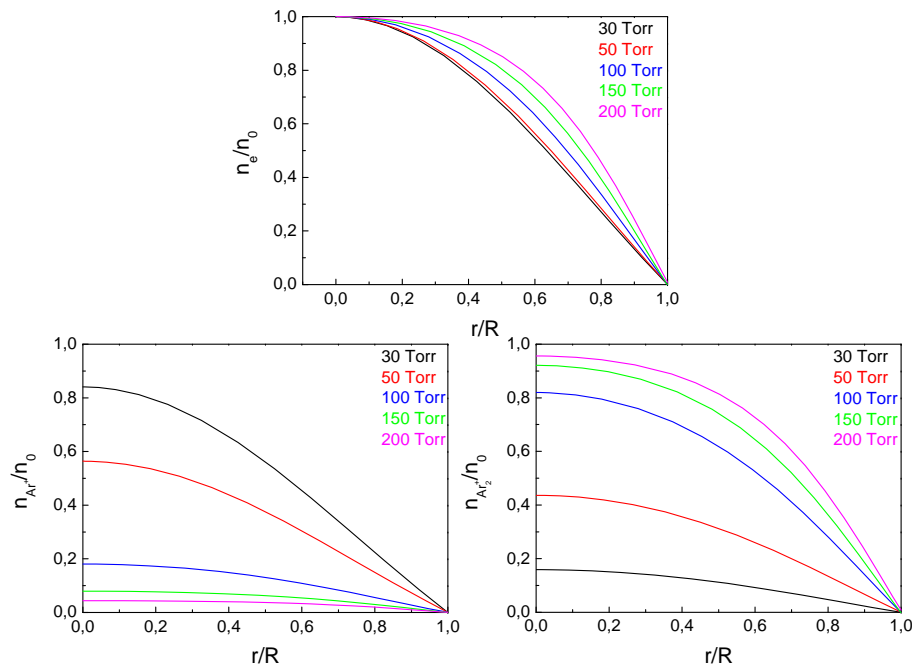 1,0
0,8
0,6
0,4
0,2
0,0
n_e/n_0
30 Torr
50 Torr
100 Torr
150 Torr
200 Torr
0,0 0,2 0,4 0,6 0,8 1,0
r/R
1,0
0,8
0,6
0,4
0,2
0,0
n_{Ar^+}/n_0
30 Torr
50 Torr
100 Torr
150 Torr
200 Torr
0,0 0,2 0,4 0,6 0,8 1,0
r/R
1,0
0,8
0,6
0,4
0,2
0,0
n_{Ar_2^+}/n_0
30 Torr
50 Torr
100 Torr
150 Torr
200 Torr
0,0 0,2 0,4 0,6 0,8 1,0
r/R